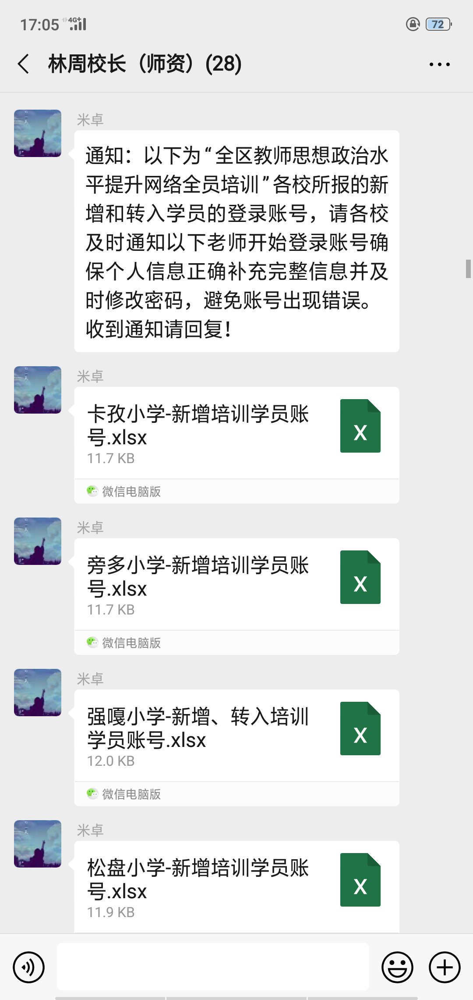 17:05 4G+ 72
林周校长（师资）(28)
米卓
通知：以下为“全区教师思想政治水
平提升网络全员培训”各校所报的新
增和转入学员的登录账号，请各校
及时通知以下老师开始登录账号确
保个人信息正确补充完整信息并及
时修改密码，避免账号出现错误。
收到通知请回复！
米卓
卡孜小学-新增培训学员账
号.xlsx
11.7 KB
X
微信电脑版
米卓
旁多小学-新增培训学员账
号.xlsx
11.7 KB
X
微信电脑版
米卓
强嘎小学-新增、转入培训
学员账号.xlsx
12.0 KB
X
微信电脑版
米卓
松盘小学-新增培训学员账
号.xlsx
11.9 KB
X